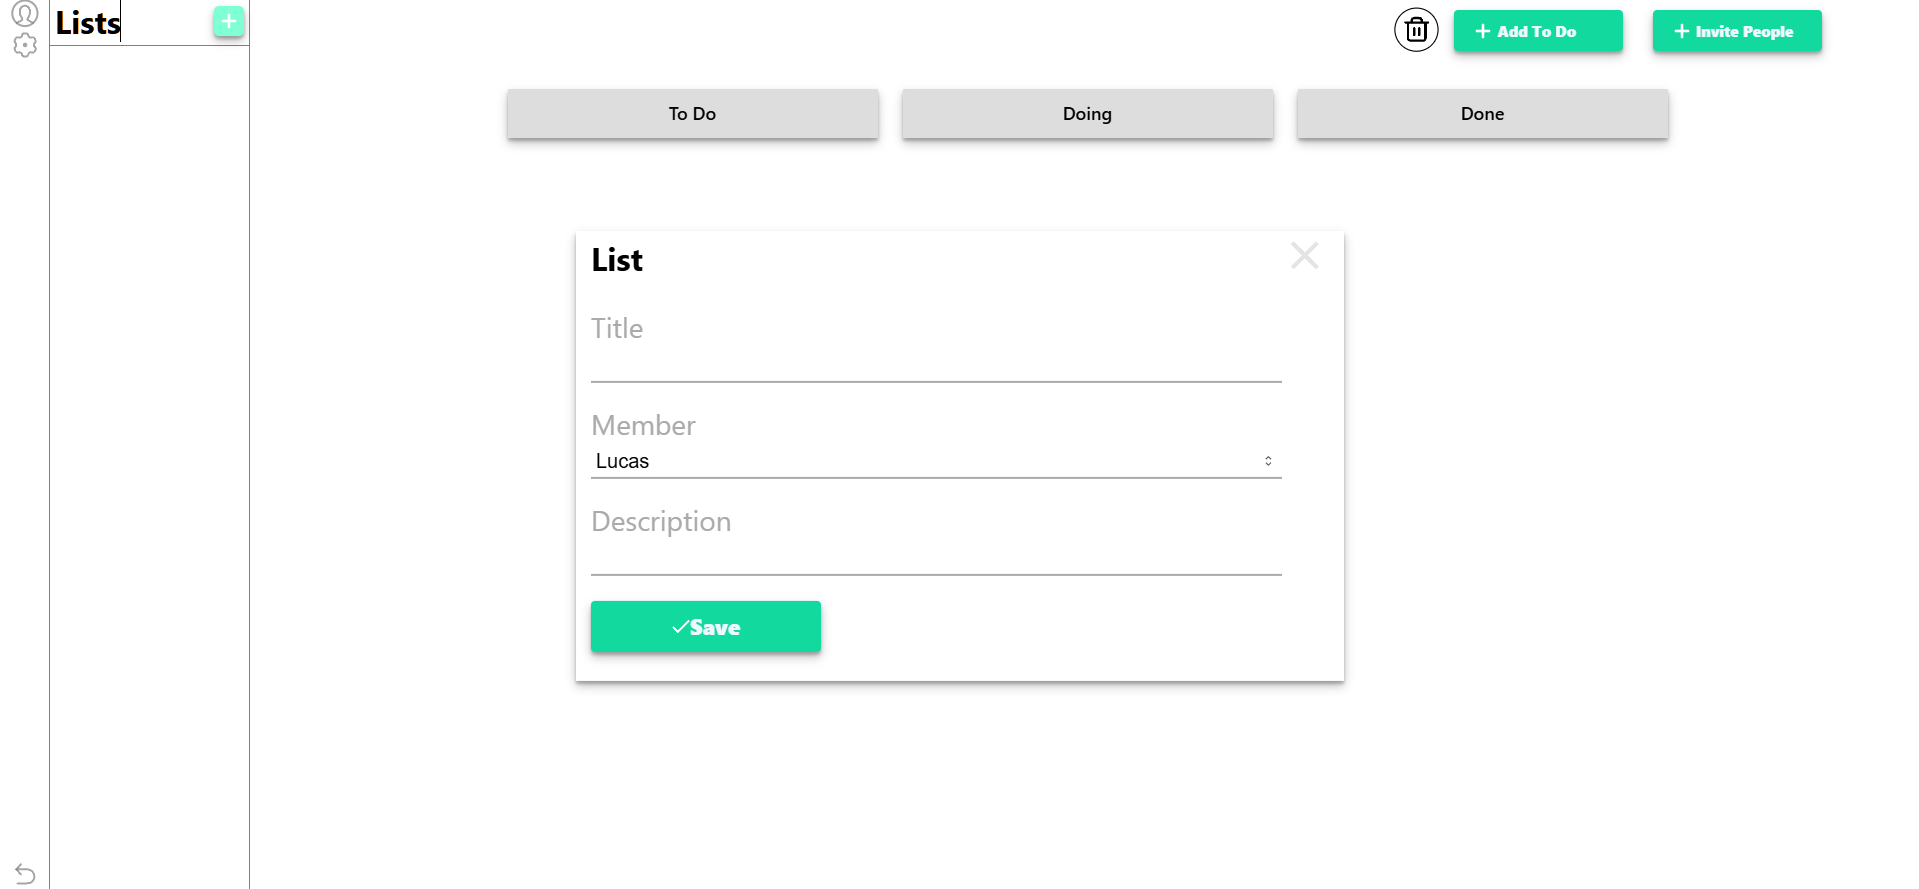 Lists
Add To Do
Invite People
To Do
Doing
Done
List
Title
Member
Lucas
Description
Save